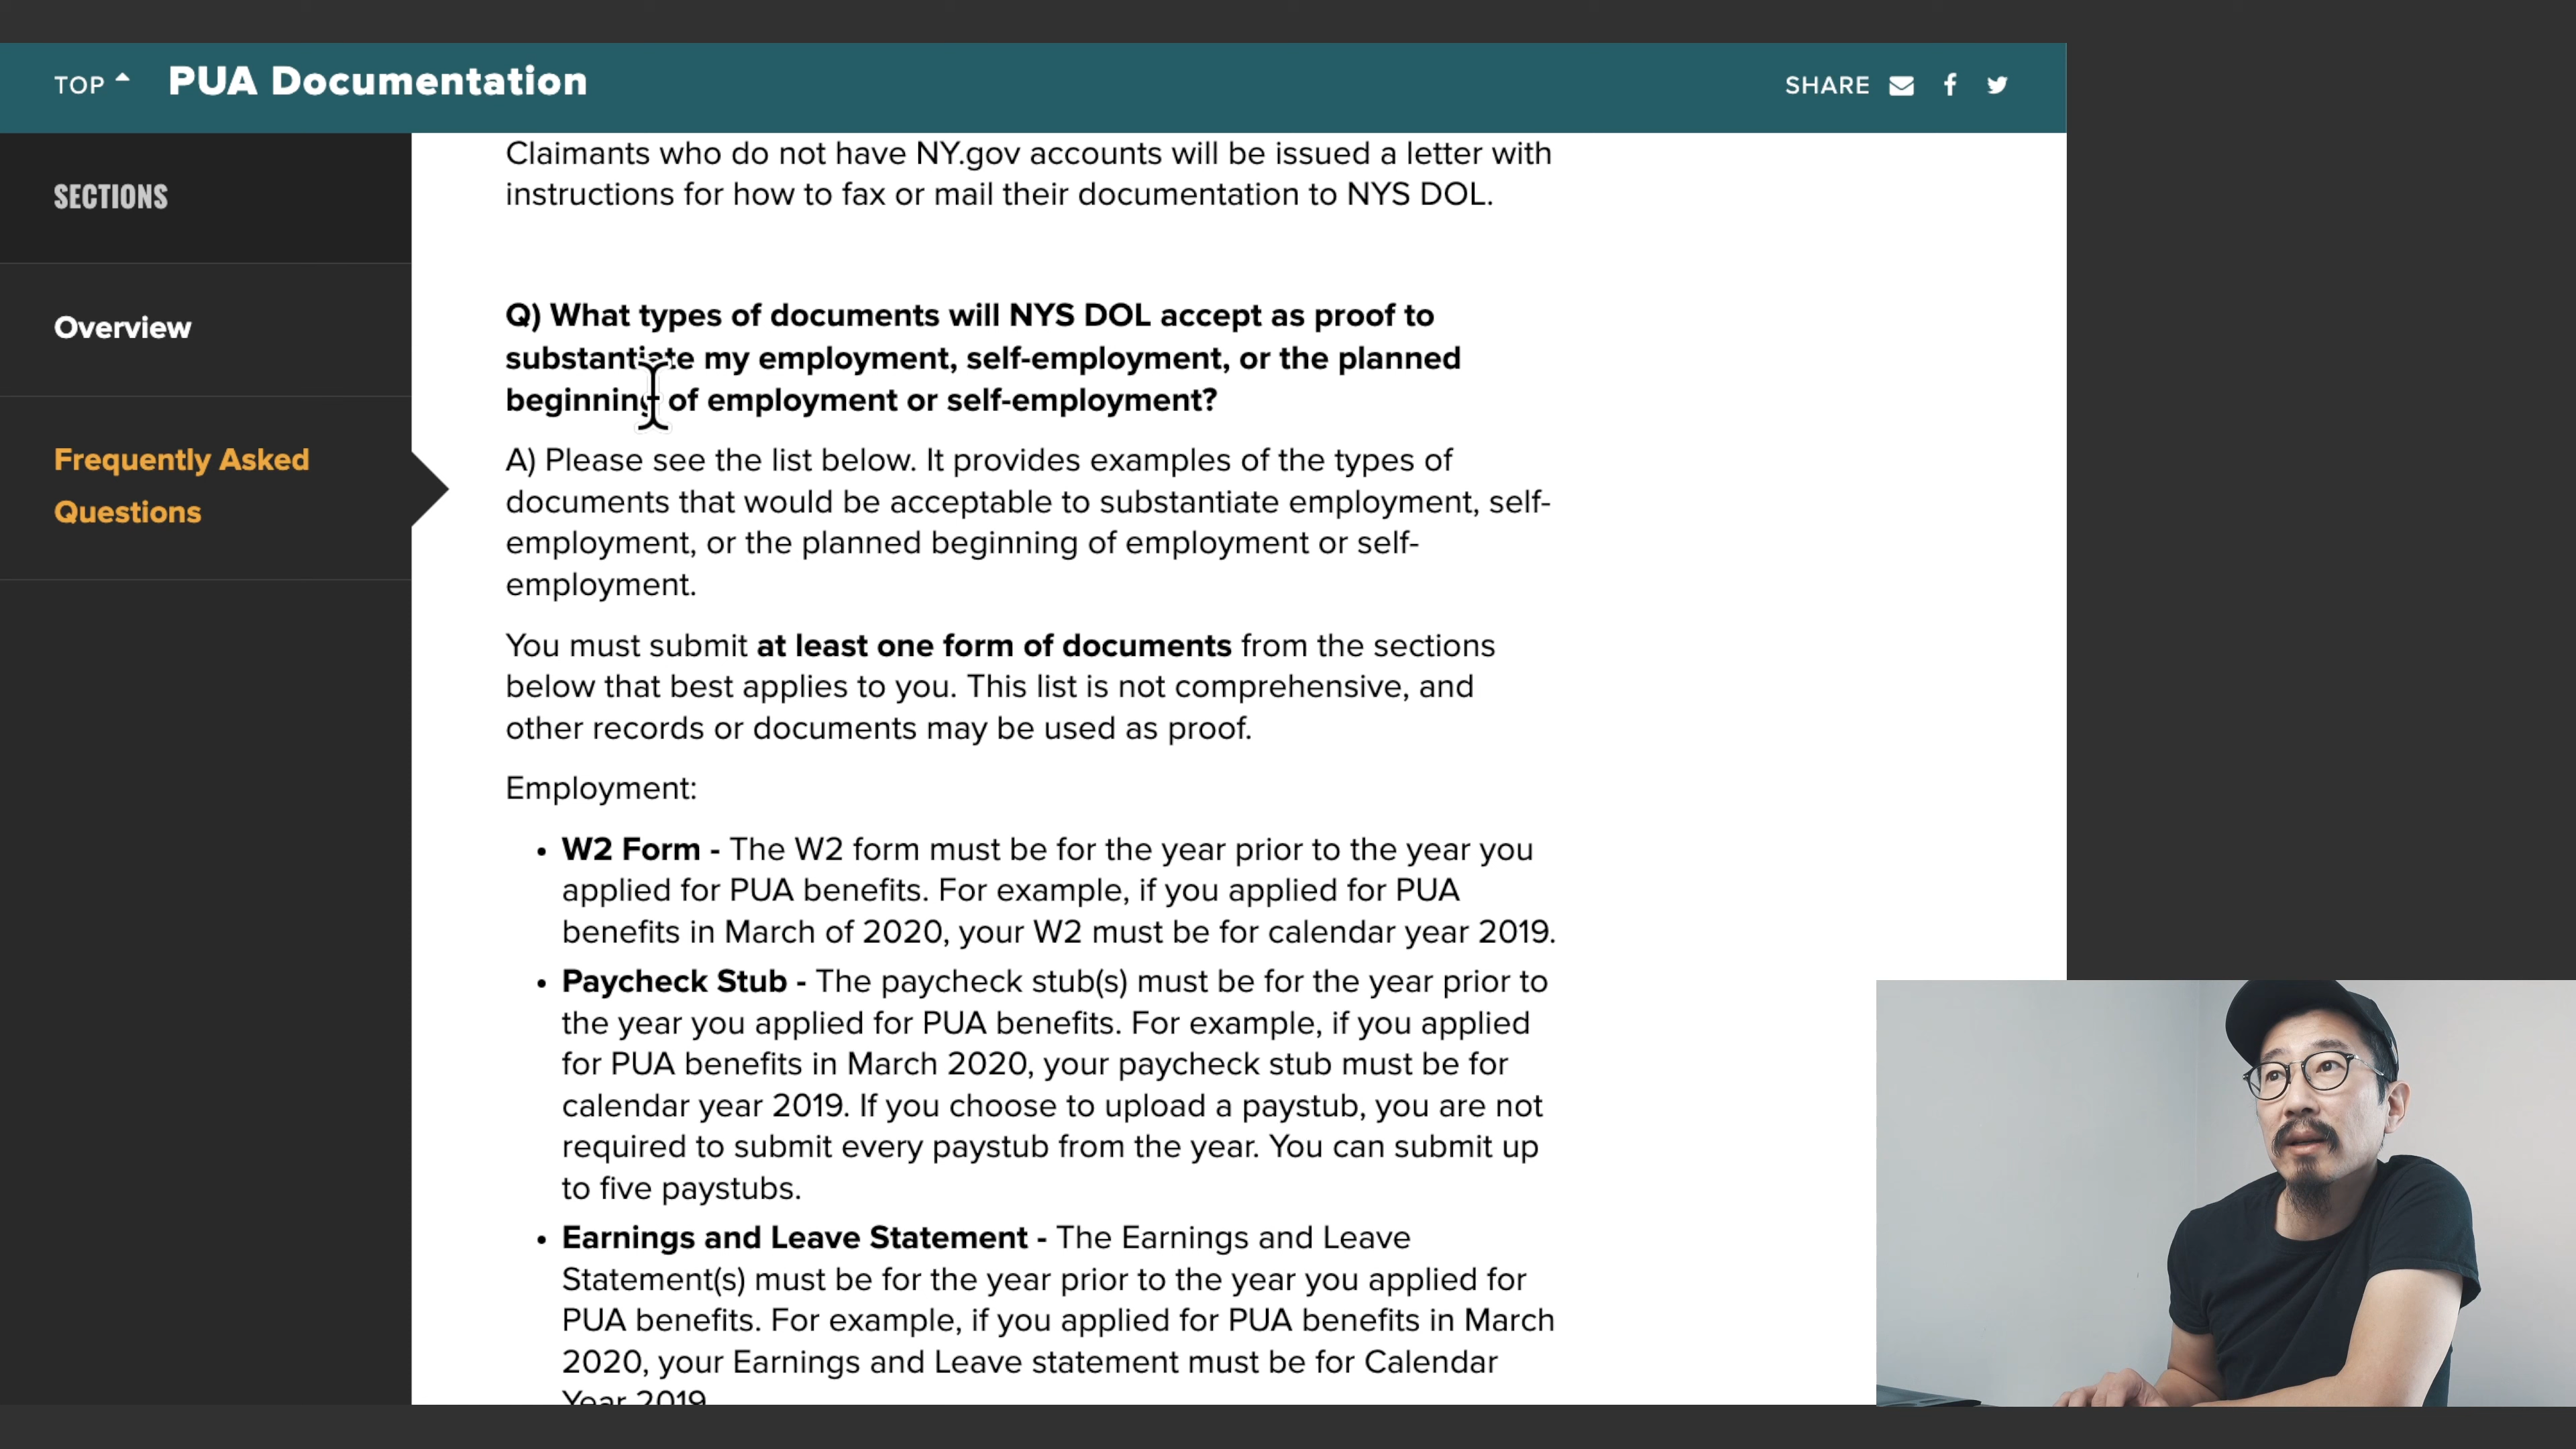 TOP PUA Documentation SHARE
SECTIONS
Overview
Frequently Asked
Questions
Claimants who do not have NY.gov accounts will be issued a letter with
instructions for how to fax or mail their documentation to NYS DOL.
Q) What types of documents will NYS DOL accept as proof to
substantiate my employment, self-employment, or the planned
beginning of employment or self-employment?
A) Please see the list below. It provides examples of the types of
documents that would be acceptable to substantiate employment, self-
employment, or the planned beginning of employment or self-
employment.
You must submit at least one form of documents from the sections
below that best applies to you. This list is not comprehensive, and
other records or documents may be used as proof.
Employment:
• W2 Form - The W2 form must be for the year prior to the year you
applied for PUA benefits. For example, if you applied for PUA
benefits in March of 2020, your W2 must be for calendar year 2019.
• Paycheck Stub - The paycheck stub(s) must be for the year prior to
the year you applied for PUA benefits. For example, if you applied
for PUA benefits in March 2020, your paycheck stub must be for
calendar year 2019. If you choose to upload a paystub, you are not
required to submit every paystub from the year. You can submit up
to five paystubs.
• Earnings and Leave Statement - The Earnings and Leave
Statement(s) must be for the year prior to the year you applied for
PUA benefits. For example, if you applied for PUA benefits in March
2020, your Earnings and Leave statement must be for Calendar
Year 2019